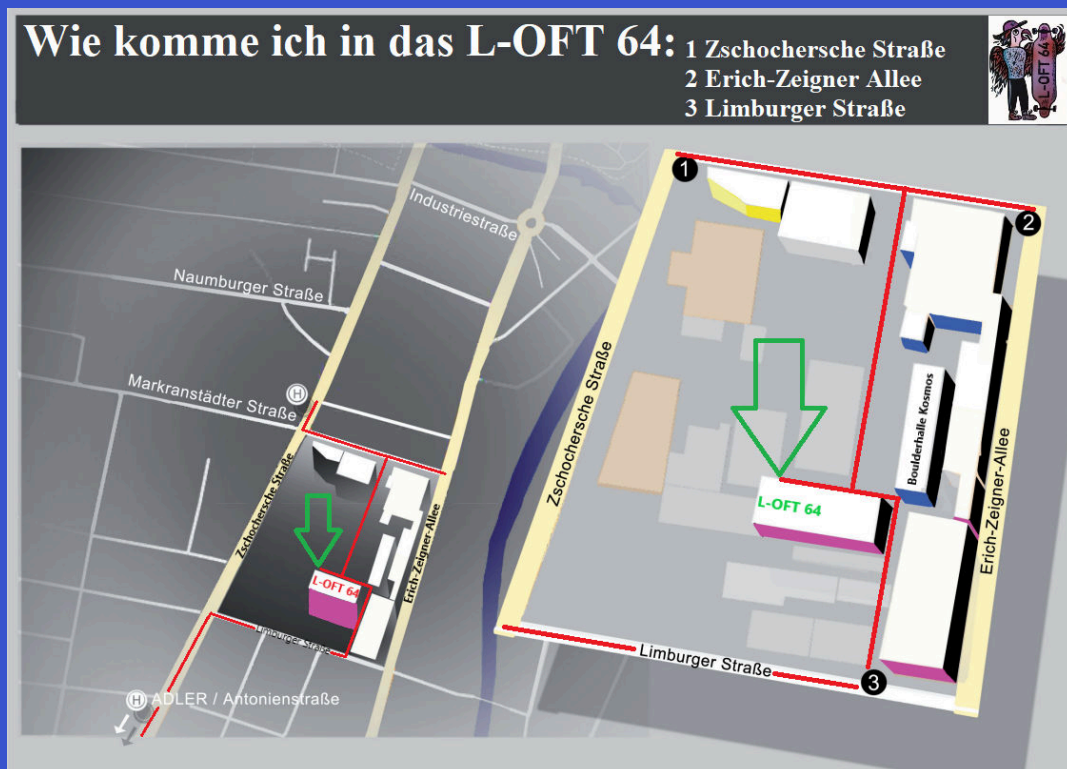 Wie komme ich in das L-OFT 64:
1 Zschochersche Straße
2 Erich-Zeigner Allee
3 Limburger Straße
L-OFT 64
Industriestraße
Naumburger Straße
Markranstädter Straße
H
Zschochersche Straße
Erich-Zeigner-Allee
L-OFT 64
Limburger Straße
H ADLER / Antonienstraße
1
2
Zschochersche Straße
Boulderhalle Kosmos
L-OFT 64
Erich-Zeigner-Allee
Limburger Straße
3